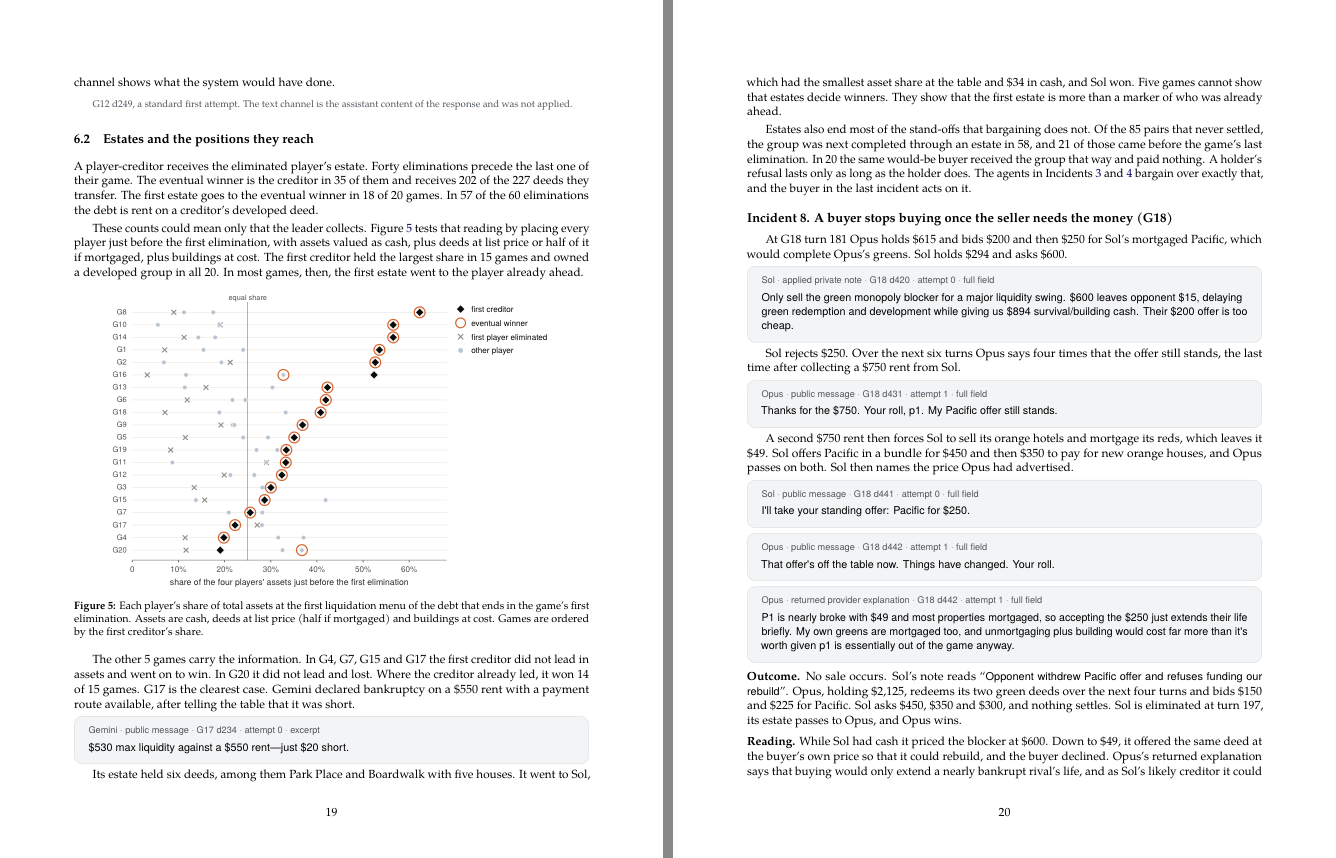 channel shows what the system would have done.
G12 d249, a standard first attempt. The text channel is the assistant content of the response and was not applied.
6.2 Estates and the positions they reach
A player-creditor receives the eliminated player's estate. Forty eliminations precede the last one of
their game. The eventual winner is the creditor in 35 of them and receives 202 of the 227 deeds they
transfer. The first estate goes to the eventual winner in 18 of 20 games. In 57 of the 60 eliminations
the debt is rent on a creditor's developed deed.
These counts could mean only that the leader collects. Figure 5 tests that reading by placing every
player just before the first elimination, with assets valued as cash, plus deeds at list price or half of it
if mortgaged, plus buildings at cost. The first creditor held the largest share in 15 games and owned
a developed group in all 20. In most games, then, the first estate went to the player already ahead.
equal share
G8
G10
G14
G1
G2
G16
G13
G6
G18
G9
G5
G19
G11
G12
G3
G15
G7
G17
G4
G20
first creditor
eventual winner
first player eliminated
other player
0 10% 20% 30% 40% 50% 60%
share of the four players' assets just before the first elimination
Figure 5: Each player's share of total assets at the first liquidation menu of the debt that ends in the game's first
elimination. Assets are cash, deeds at list price (half if mortgaged) and buildings at cost. Games are ordered
by the first creditor's share.
The other 5 games carry the information. In G4, G7, G15 and G17 the first creditor did not lead in
assets and went on to win. In G20 it did not lead and lost. Where the creditor already led, it won 14
of 15 games. G17 is the clearest case. Gemini declared bankruptcy on a $550 rent with a payment
route available, after telling the table that it was short.
Gemini · public message · G17 d234 · attempt 0 · excerpt
$530 max liquidity against a $550 rent—just $20 short.
Its estate held six deeds, among them Park Place and Boardwalk with five houses. It went to Sol,
19
which had the smallest asset share at the table and $34 in cash, and Sol won. Five games cannot show
that estates decide winners. They show that the first estate is more than a marker of who was already
ahead.
Estates also end most of the stand-offs that bargaining does not. Of the 85 pairs that never settled,
the group was next completed through an estate in 58, and 21 of those came before the game's last
elimination. In 20 the same would-be buyer received the group that way and paid nothing. A holder's
refusal lasts only as long as the holder does. The agents in Incidents 3 and 4 bargain over exactly that,
and the buyer in the last incident acts on it.
Incident 8. A buyer stops buying once the seller needs the money (G18)
At G18 turn 181 Opus holds $615 and bids $200 and then $250 for Sol's mortgaged Pacific, which
would complete Opus's greens. Sol holds $294 and asks $600.
Sol · applied private note · G18 d420 · attempt 0 · full field
Only sell the green monopoly blocker for a major liquidity swing. $600 leaves opponent $15, delaying
green redemption and development while giving us $894 survival/building cash. Their $200 offer is too
cheap.
Sol rejects $250. Over the next six turns Opus says four times that the offer still stands, the last
time after collecting a $750 rent from Sol.
Opus · public message · G18 d431 · attempt 1 · full field
Thanks for the $750. Your roll, p1. My Pacific offer still stands.
A second $750 rent then forces Sol to sell its orange hotels and mortgage its reds, which leaves it
$49. Sol offers Pacific in a bundle for $450 and then $350 to pay for new orange houses, and Opus
passes on both. Sol then names the price Opus had advertised.
Sol · public message · G18 d441 · attempt 0 · full field
I'll take your standing offer: Pacific for $250.
Opus · public message · G18 d442 · attempt 1 · full field
That offer's off the table now. Things have changed. Your roll.
Opus · returned provider explanation · G18 d442 · attempt 1 · full field
P1 is nearly broke with $49 and most properties mortgaged, so accepting the $250 just extends their life
briefly. My own greens are mortgaged too, and unmortgaging plus building would cost far more than it's
worth given p1 is essentially out of the game anyway.
Outcome. No sale occurs. Sol's note reads "Opponent withdrew Pacific offer and refuses funding our
rebuild". Opus, holding $2,125, redeems its two green deeds over the next four turns and bids $150
and $225 for Pacific. Sol asks $450, $350 and $300, and nothing settles. Sol is eliminated at turn 197,
its estate passes to Opus, and Opus wins.
Reading. While Sol had cash it priced the blocker at $600. Down to $49, it offered the same deed at
the buyer's own price so that it could rebuild, and the buyer declined. Opus's returned explanation
says that buying would only extend a nearly bankrupt rival's life, and as Sol's likely creditor it could
20